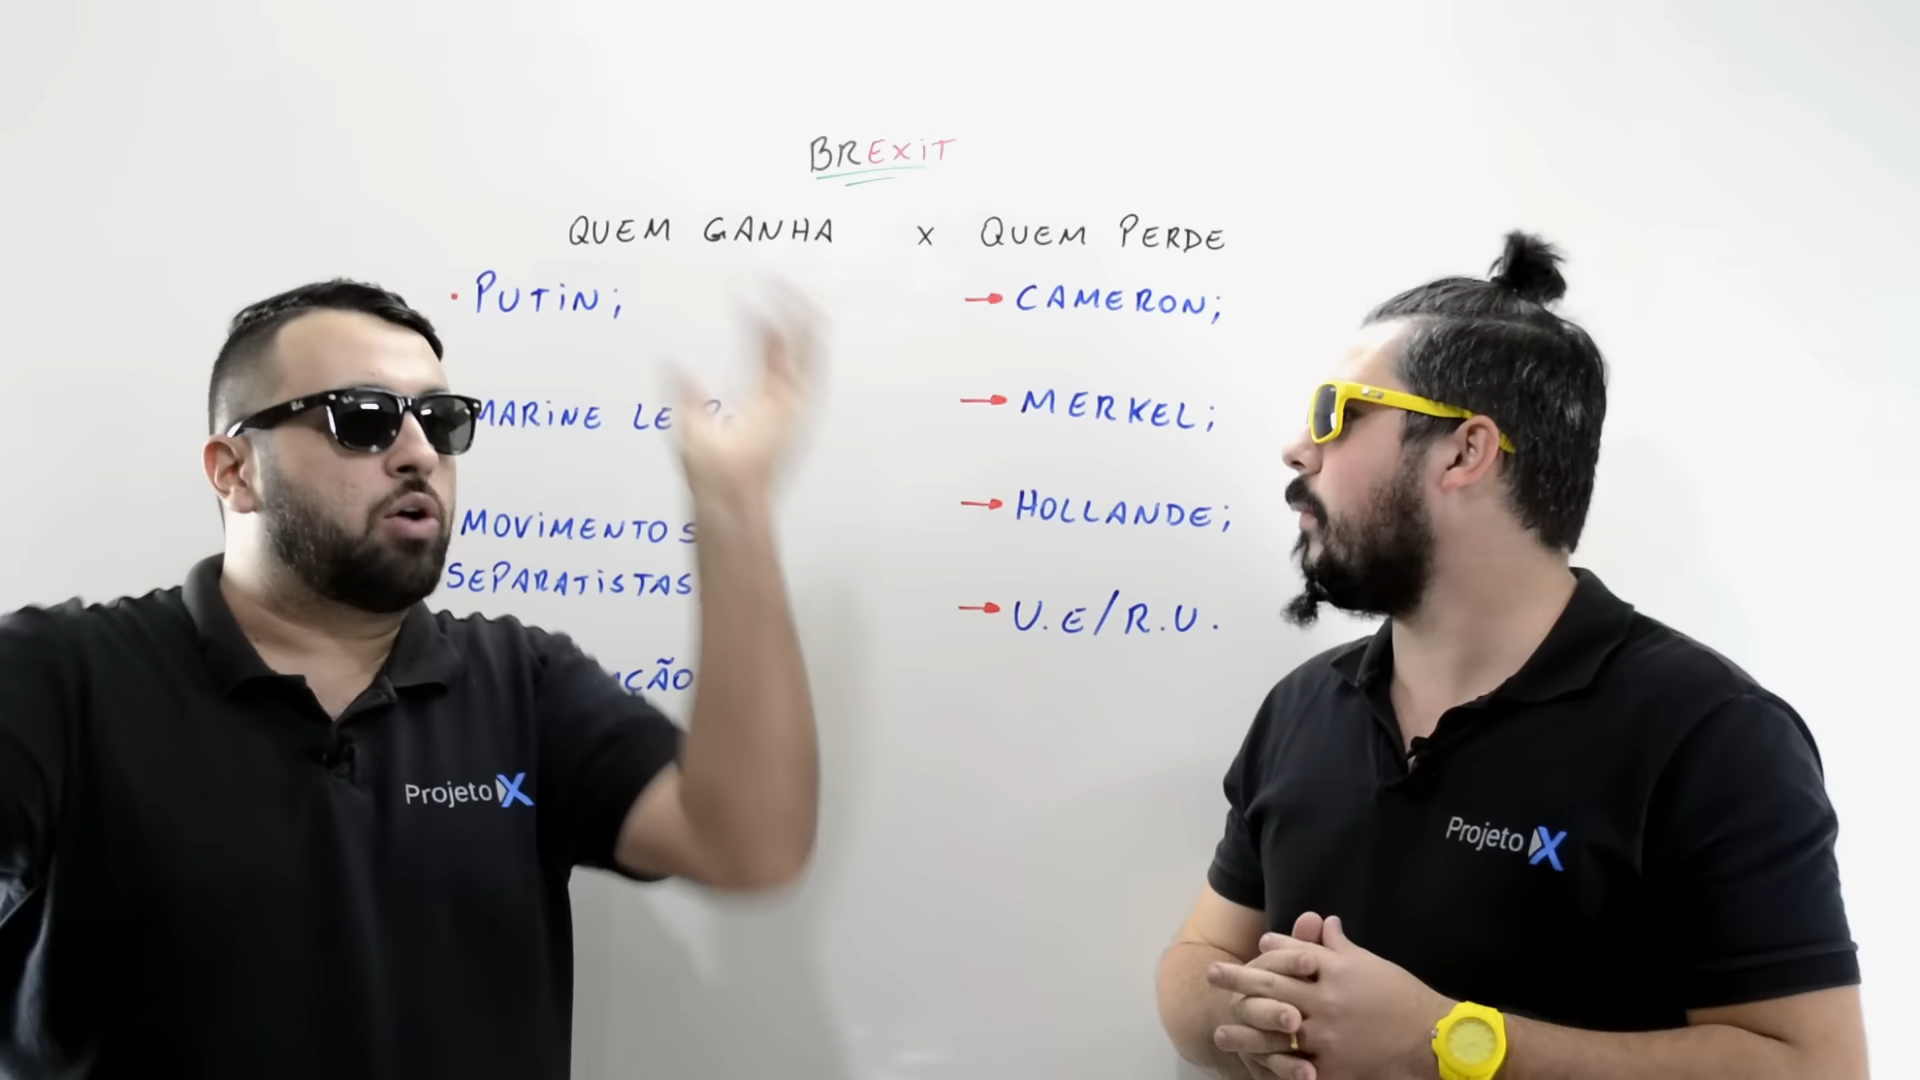 BREXIT
QUEM GANHA x QUEM PERDE
· PUTIN;
→ CAMERON;
MARINE LE
→ MERKEL;
MOVIMENTOS
SEPARATISTAS
→ HOLLANDE;
→ U.E/R.U.
Projeto X
Projeto X